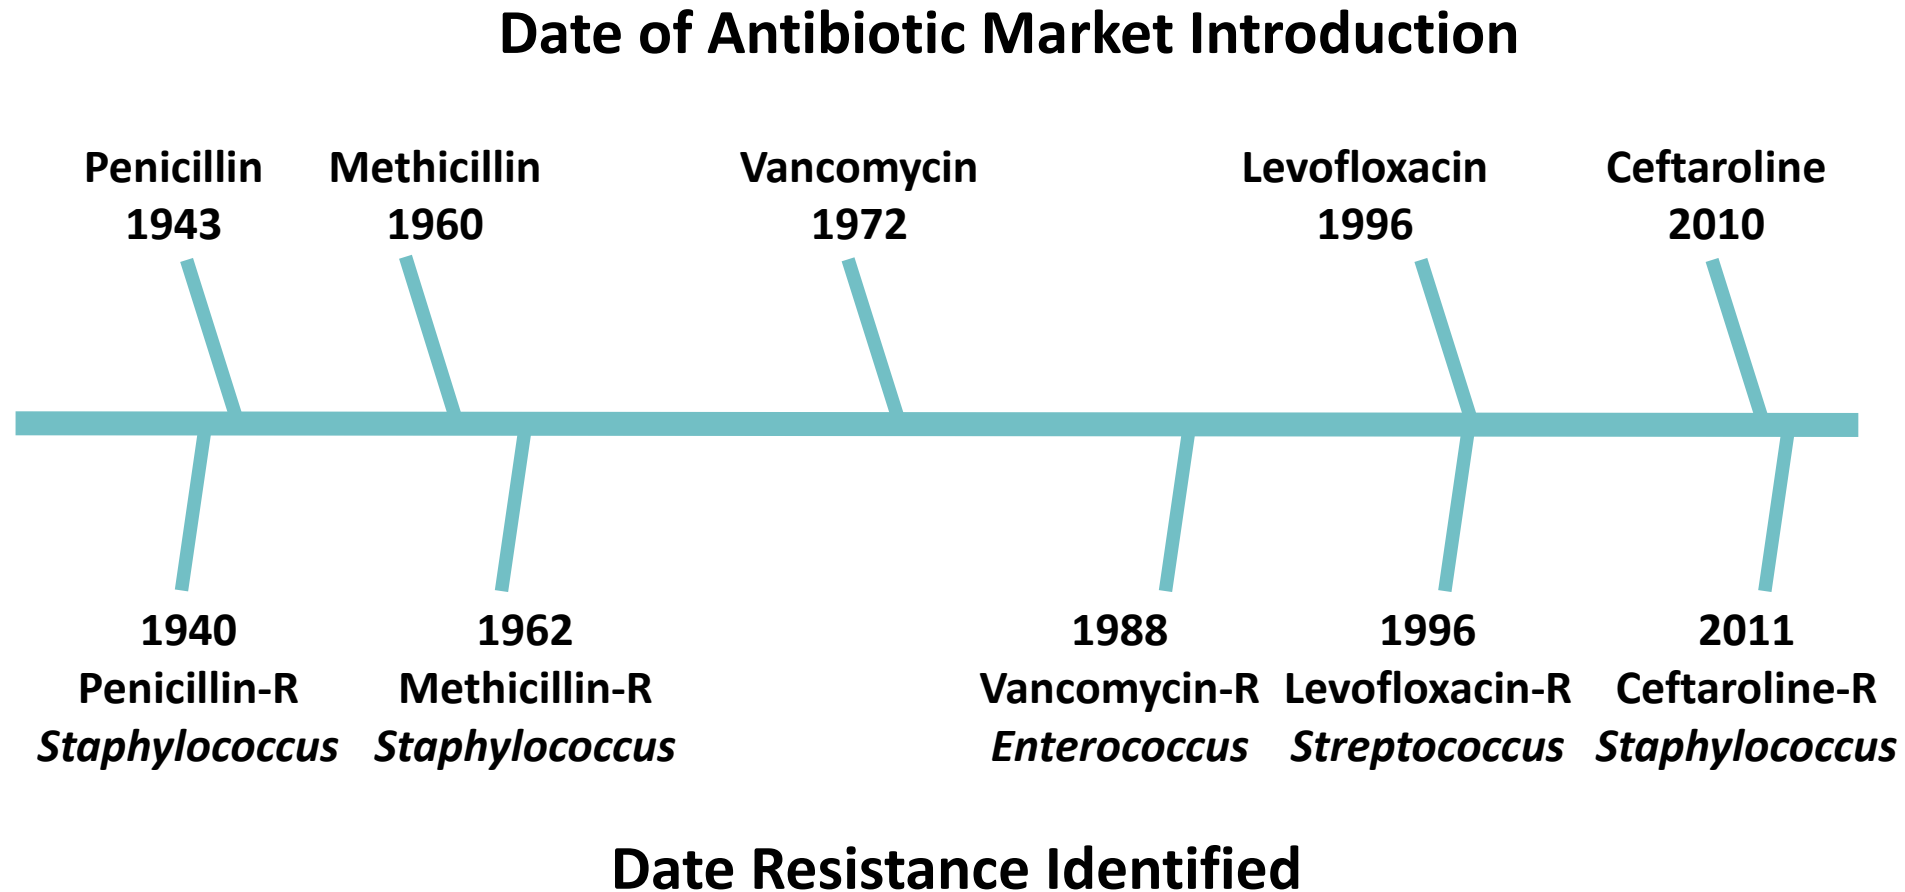 Date of Antibiotic Market Introduction
Penicillin
1943
Methicillin
1960
Vancomycin
1972
Levofloxacin
1996
Ceftaroline
2010
1940
Penicillin-R
Staphylococcus
1962
Methicillin-R
Staphylococcus
1988
Vancomycin-R
Enterococcus
1996
Levofloxacin-R
Streptococcus
2011
Ceftaroline-R
Staphylococcus
Date Resistance Identified